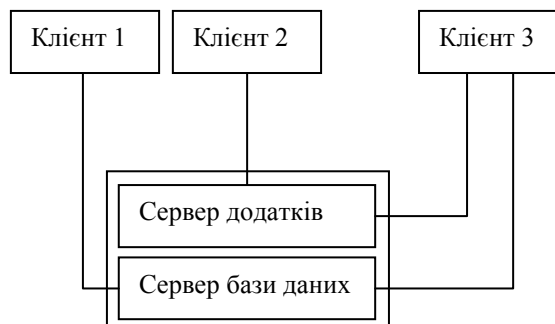 Клієнт 1
Клієнт 2
Клієнт 3
Сервер додатків
Сервер бази даних